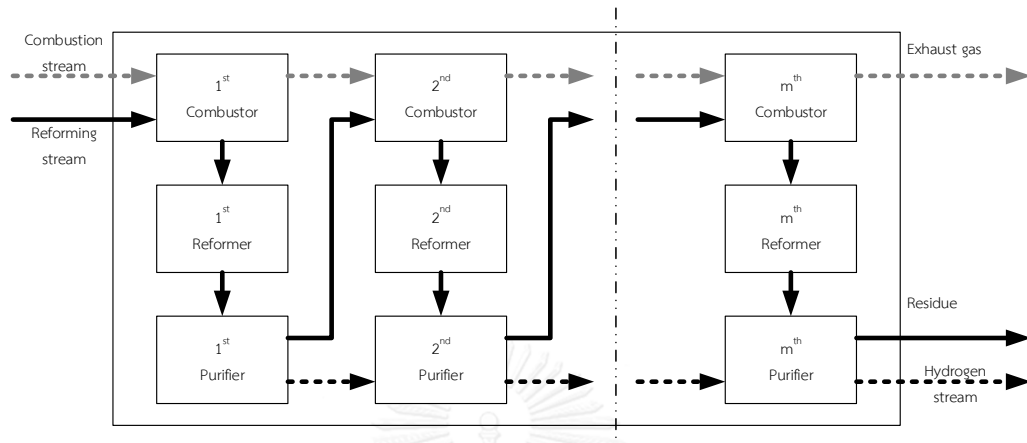 Combustion
stream
Reforming
stream
1st
Combustor
2nd
Combustor
mth
Combustor
Exhaust gas
1st
Reformer
2nd
Reformer
mth
Reformer
1st
Purifier
2nd
Purifier
mth
Purifier
Residue
Hydrogen
stream